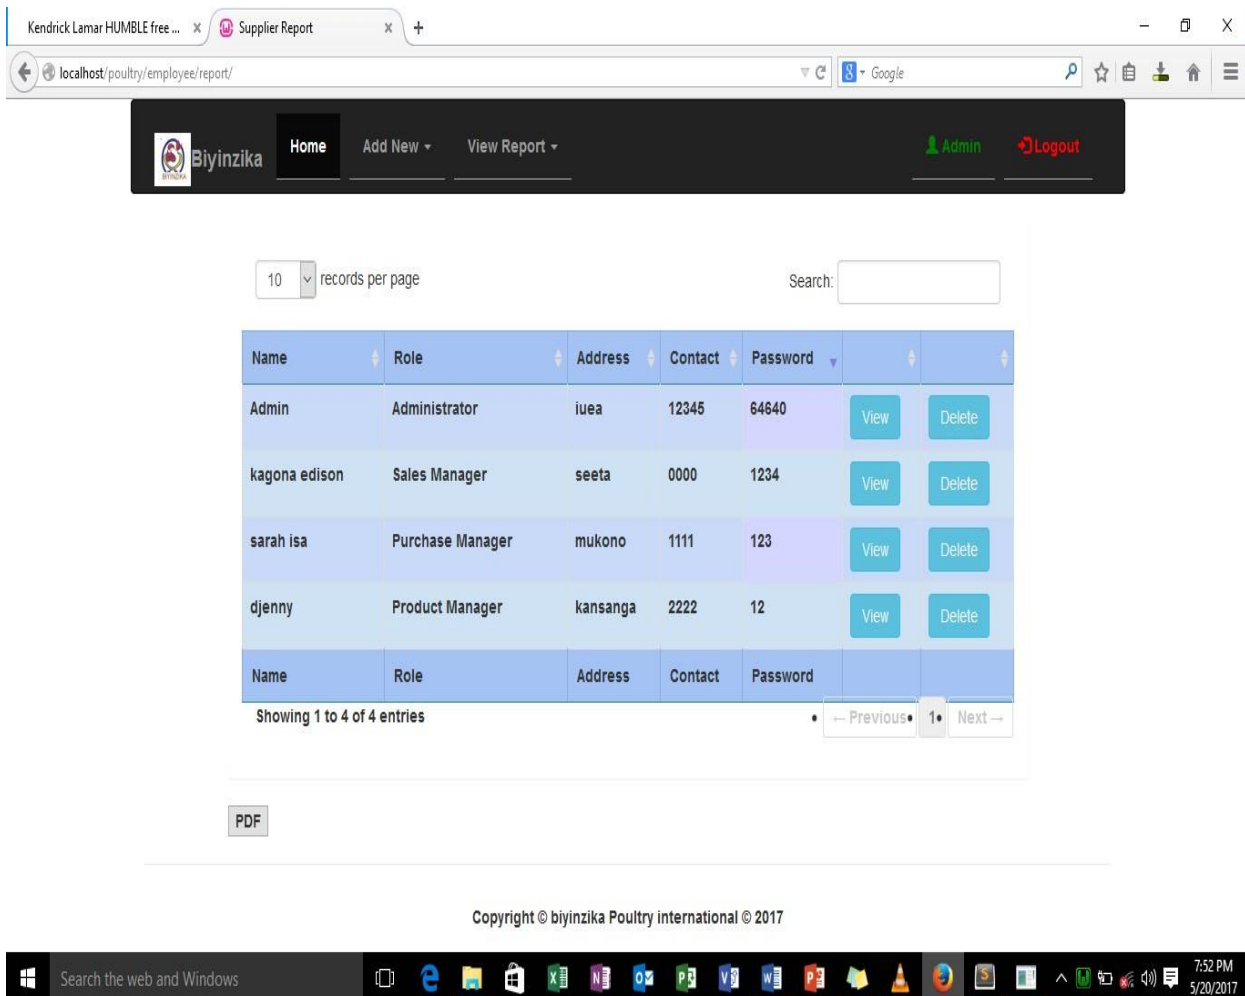 Kendrick Lamar HUMBLE free ... x Supplier Report x +
localhost/poultry/employee/report/ 8 Google
BIYINZIKA Biyinzika Home Add New View Report Admin Logout
10 records per page Search:
Name Role Address Contact Password
Admin Administrator iuea 12345 64640 View Delete
kagona edison Sales Manager seeta 0000 1234 View Delete
sarah isa Purchase Manager mukono 1111 123 View Delete
djenny Product Manager kansanga 2222 12 View Delete
Name Role Address Contact Password
Showing 1 to 4 of 4 entries • ← Previous • 1 • Next →
PDF
Copyright © biyinzika Poultry international © 2017
Search the web and Windows 7:52 PM
5/20/2017